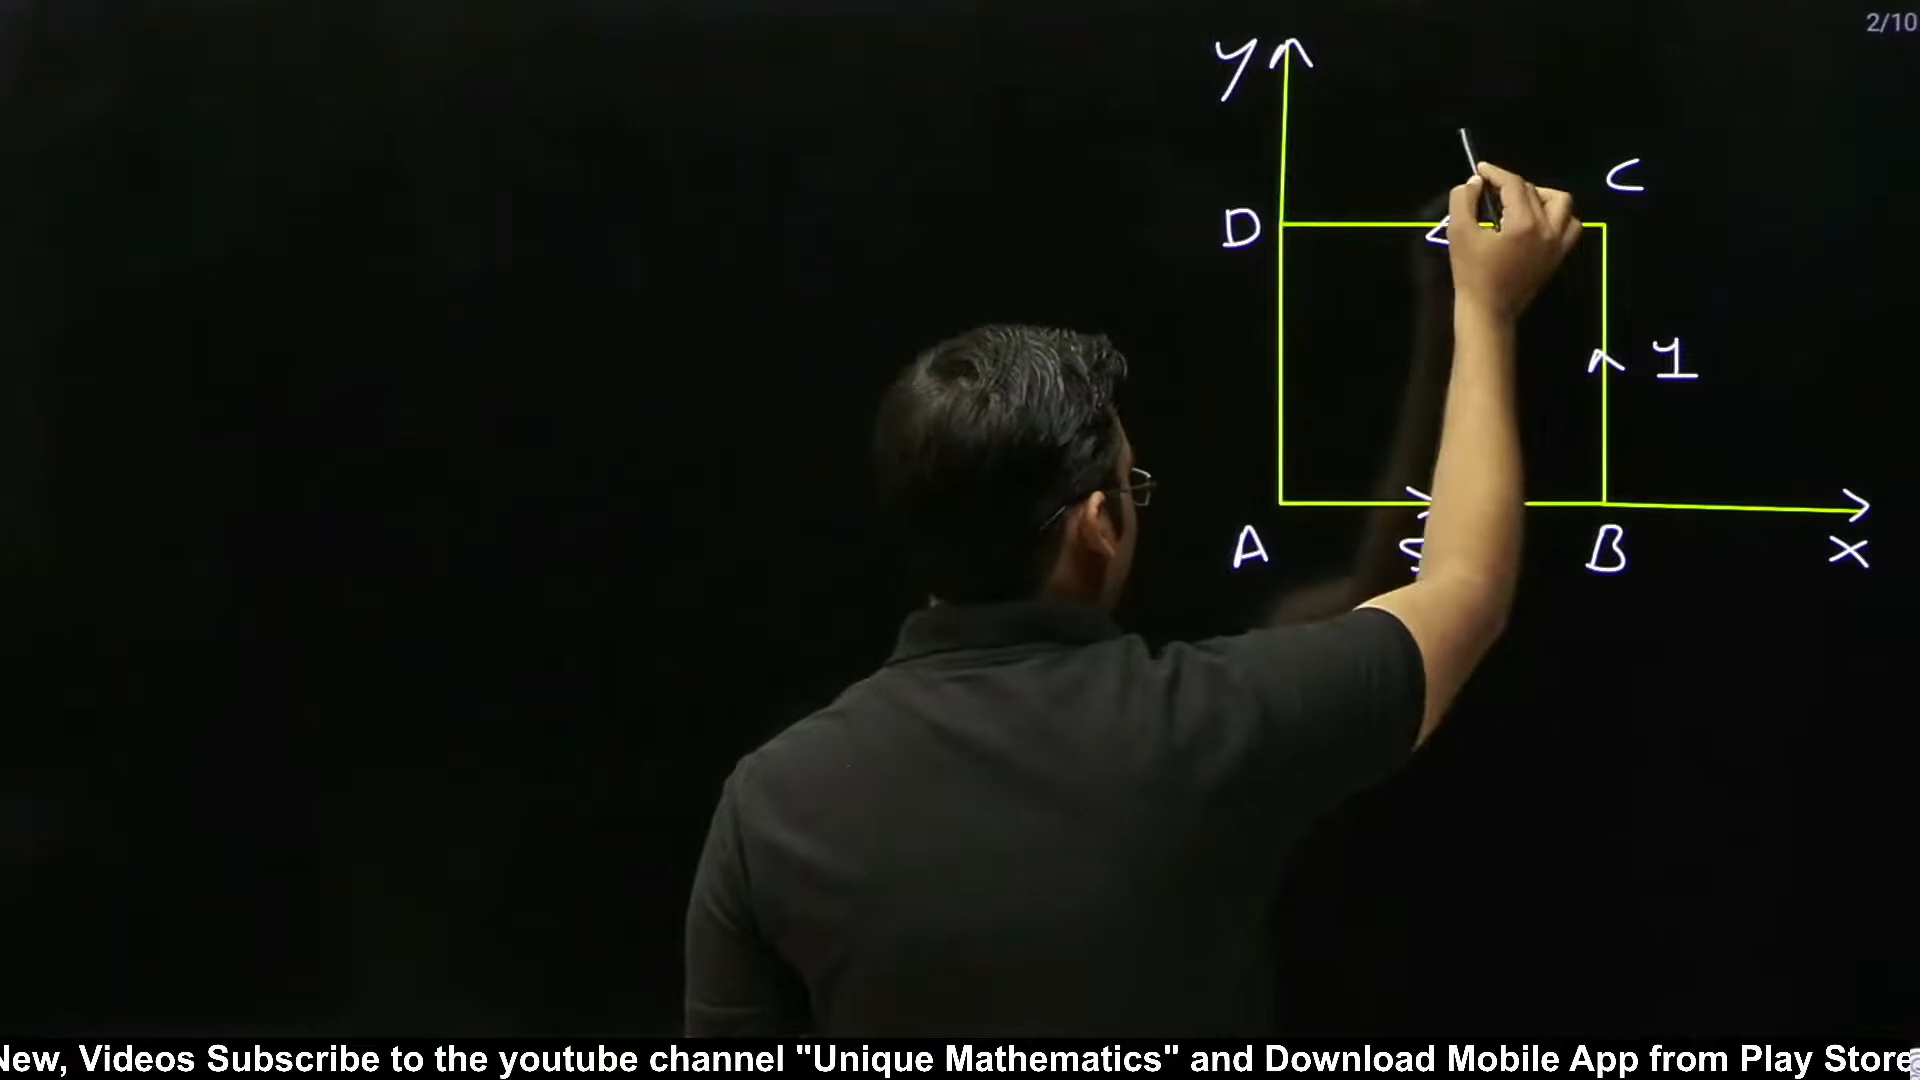 2/10
y
C
D
1
A
B
x
New, Videos Subscribe to the youtube channel "Unique Mathematics" and Download Mobile App from Play Store